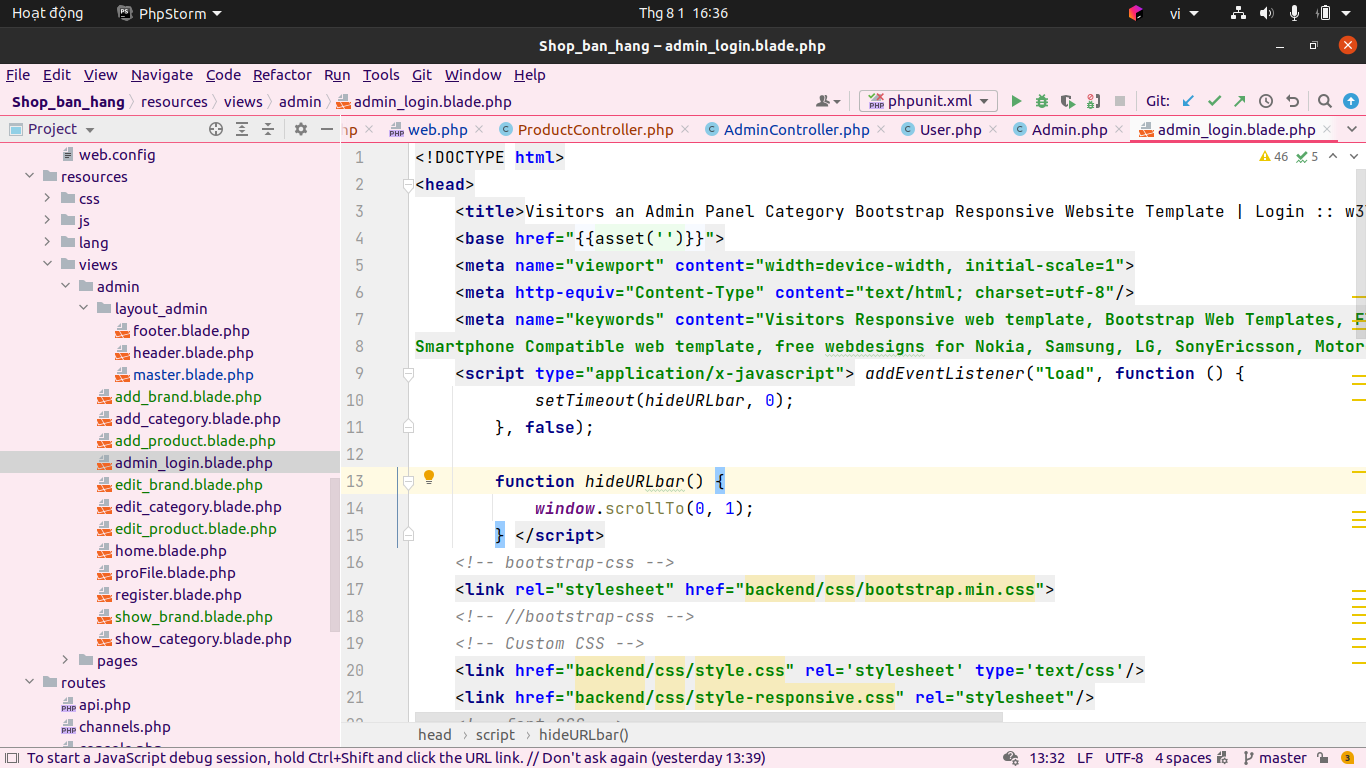 Hoạt động PhpStorm Thg 8 1 16:36 vi
Shop_ban_hang – admin_login.blade.php
File Edit View Navigate Code Refactor Run Tools Git Window Help
Shop_ban_hang resources views admin admin_login.blade.php phpunit.xml Git:
Project
hp web.php ProductController.php AdminController.php User.php Admin.php admin_login.blade.php
web.config
resources
css
js
lang
views
admin
layout_admin
footer.blade.php
header.blade.php
master.blade.php
add_brand.blade.php
add_category.blade.php
add_product.blade.php
admin_login.blade.php
edit_brand.blade.php
edit_category.blade.php
edit_product.blade.php
home.blade.php
proFile.blade.php
register.blade.php
show_brand.blade.php
show_category.blade.php
pages
routes
api.php
channels.php
46 5
1 <!DOCTYPE html>
2 <head>
3 <title>Visitors an Admin Panel Category Bootstrap Responsive Website Template | Login :: w3
4 <base href="{{asset('')}}">
5 <meta name="viewport" content="width=device-width, initial-scale=1">
6 <meta http-equiv="Content-Type" content="text/html; charset=utf-8"/>
7 <meta name="keywords" content="Visitors Responsive web template, Bootstrap Web Templates, F
8 Smartphone Compatible web template, free webdesigns for Nokia, Samsung, LG, SonyEricsson, Motor
9 <script type="application/x-javascript"> addEventListener("load", function () {
10 setTimeout(hideURLbar, 0);
11 }, false);
12
13 function hideURLbar() {
14 window.scrollTo(0, 1);
15 } </script>
16 <!-- bootstrap-css -->
17 <link rel="stylesheet" href="backend/css/bootstrap.min.css">
18 <!-- //bootstrap-css -->
19 <!-- Custom CSS -->
20 <link href="backend/css/style.css" rel='stylesheet' type='text/css'/>
21 <link href="backend/css/style-responsive.css" rel="stylesheet"/>
head script hideURLbar()
To start a JavaScript debug session, hold Ctrl+Shift and click the URL link. // Don't ask again (yesterday 13:39) 13:32 LF UTF-8 4 spaces master 3